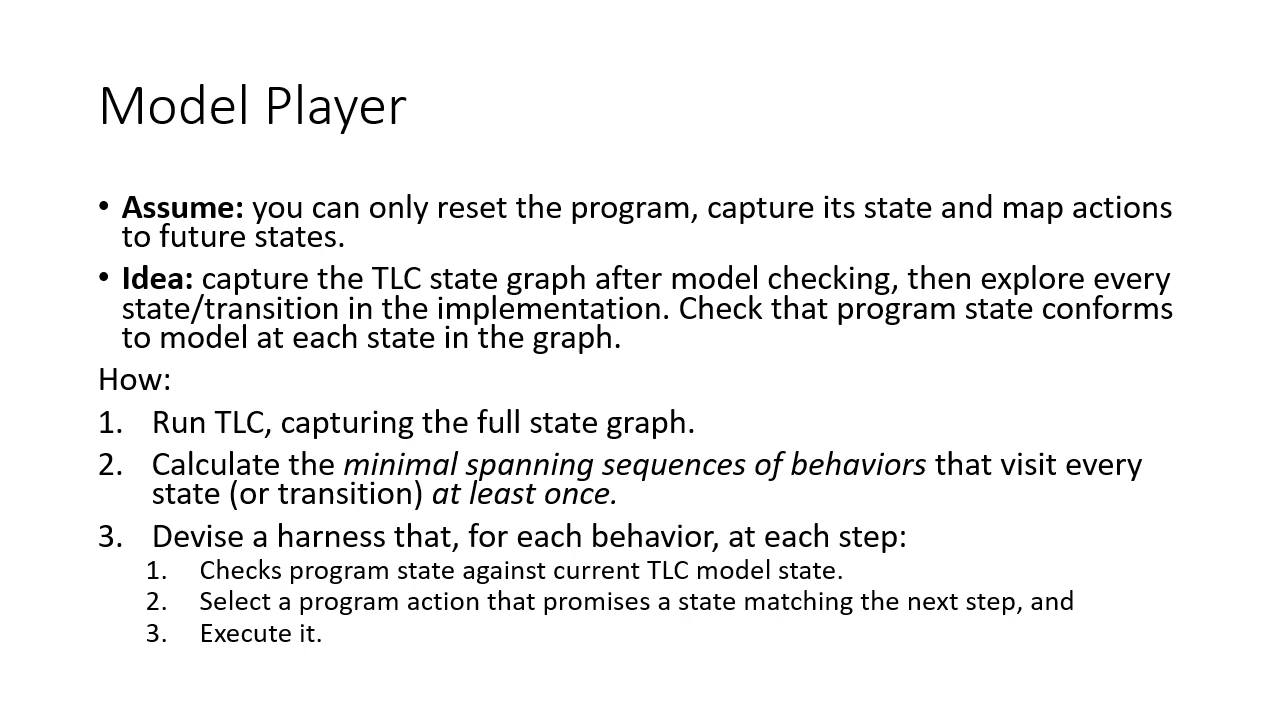 Model Player
• Assume: you can only reset the program, capture its state and map actions
to future states.
• Idea: capture the TLC state graph after model checking, then explore every
state/transition in the implementation. Check that program state conforms
to model at each state in the graph.
How:
1. Run TLC, capturing the full state graph.
2. Calculate the minimal spanning sequences of behaviors that visit every
state (or transition) at least once.
3. Devise a harness that, for each behavior, at each step:
1. Checks program state against current TLC model state.
2. Select a program action that promises a state matching the next step, and
3. Execute it.